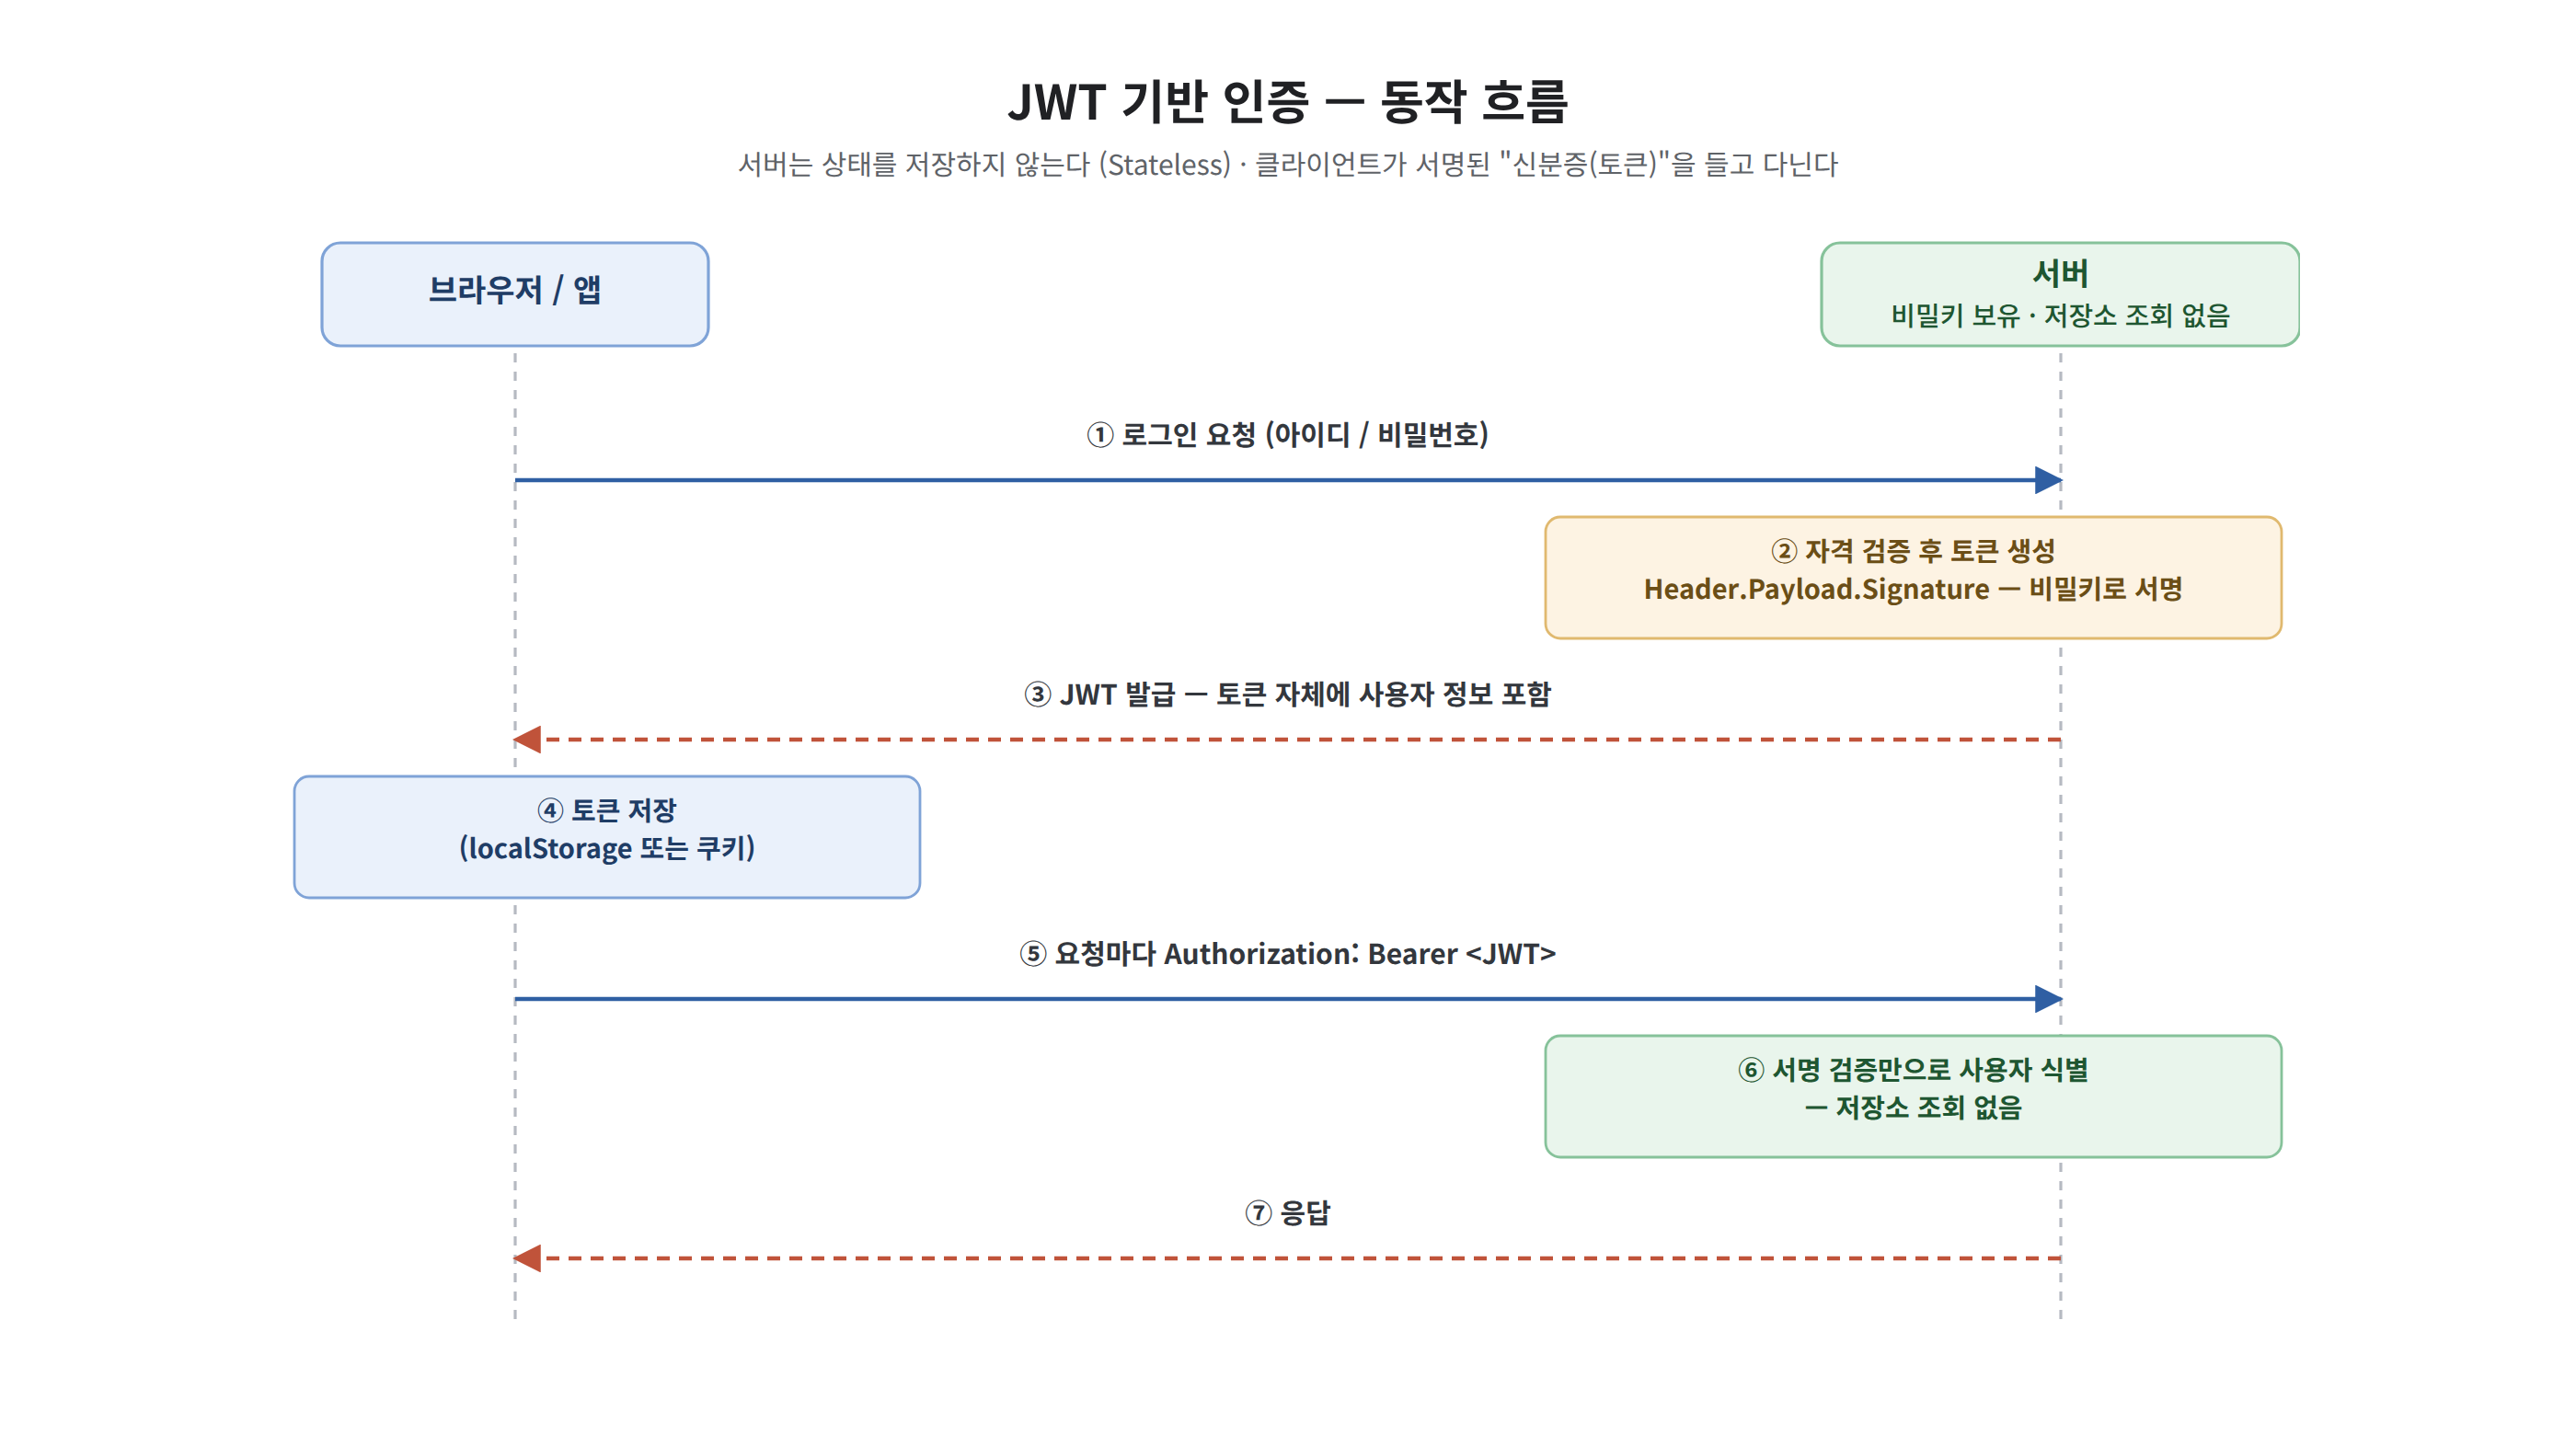 JWT 기반 인증 — 동작 흐름
서버는 상태를 저장하지 않는다 (Stateless) · 클라이언트가 서명된 "신분증(토큰)"을 들고 다닌다
브라우저 / 앱
서버
비밀키 보유 · 저장소 조회 없음
① 로그인 요청 (아이디 / 비밀번호)
② 자격 검증 후 토큰 생성
Header.Payload.Signature — 비밀키로 서명
③ JWT 발급 — 토큰 자체에 사용자 정보 포함
④ 토큰 저장
(localStorage 또는 쿠키)
⑤ 요청마다 Authorization: Bearer <JWT>
⑥ 서명 검증만으로 사용자 식별
— 저장소 조회 없음
⑦ 응답